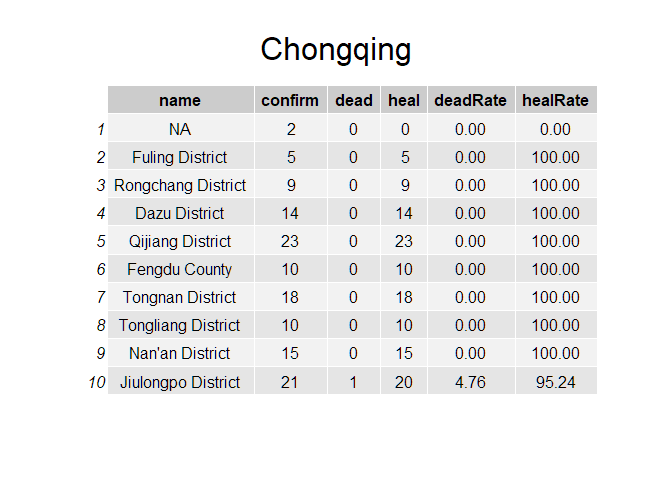 Chongqing
name confirm dead heal deadRate healRate
1 NA 2 0 0 0.00 0.00
2 Fuling District 5 0 5 0.00 100.00
3 Rongchang District 9 0 9 0.00 100.00
4 Dazu District 14 0 14 0.00 100.00
5 Qijiang District 23 0 23 0.00 100.00
6 Fengdu County 10 0 10 0.00 100.00
7 Tongnan District 18 0 18 0.00 100.00
8 Tongliang District 10 0 10 0.00 100.00
9 Nan'an District 15 0 15 0.00 100.00
10 Jiulongpo District 21 1 20 4.76 95.24